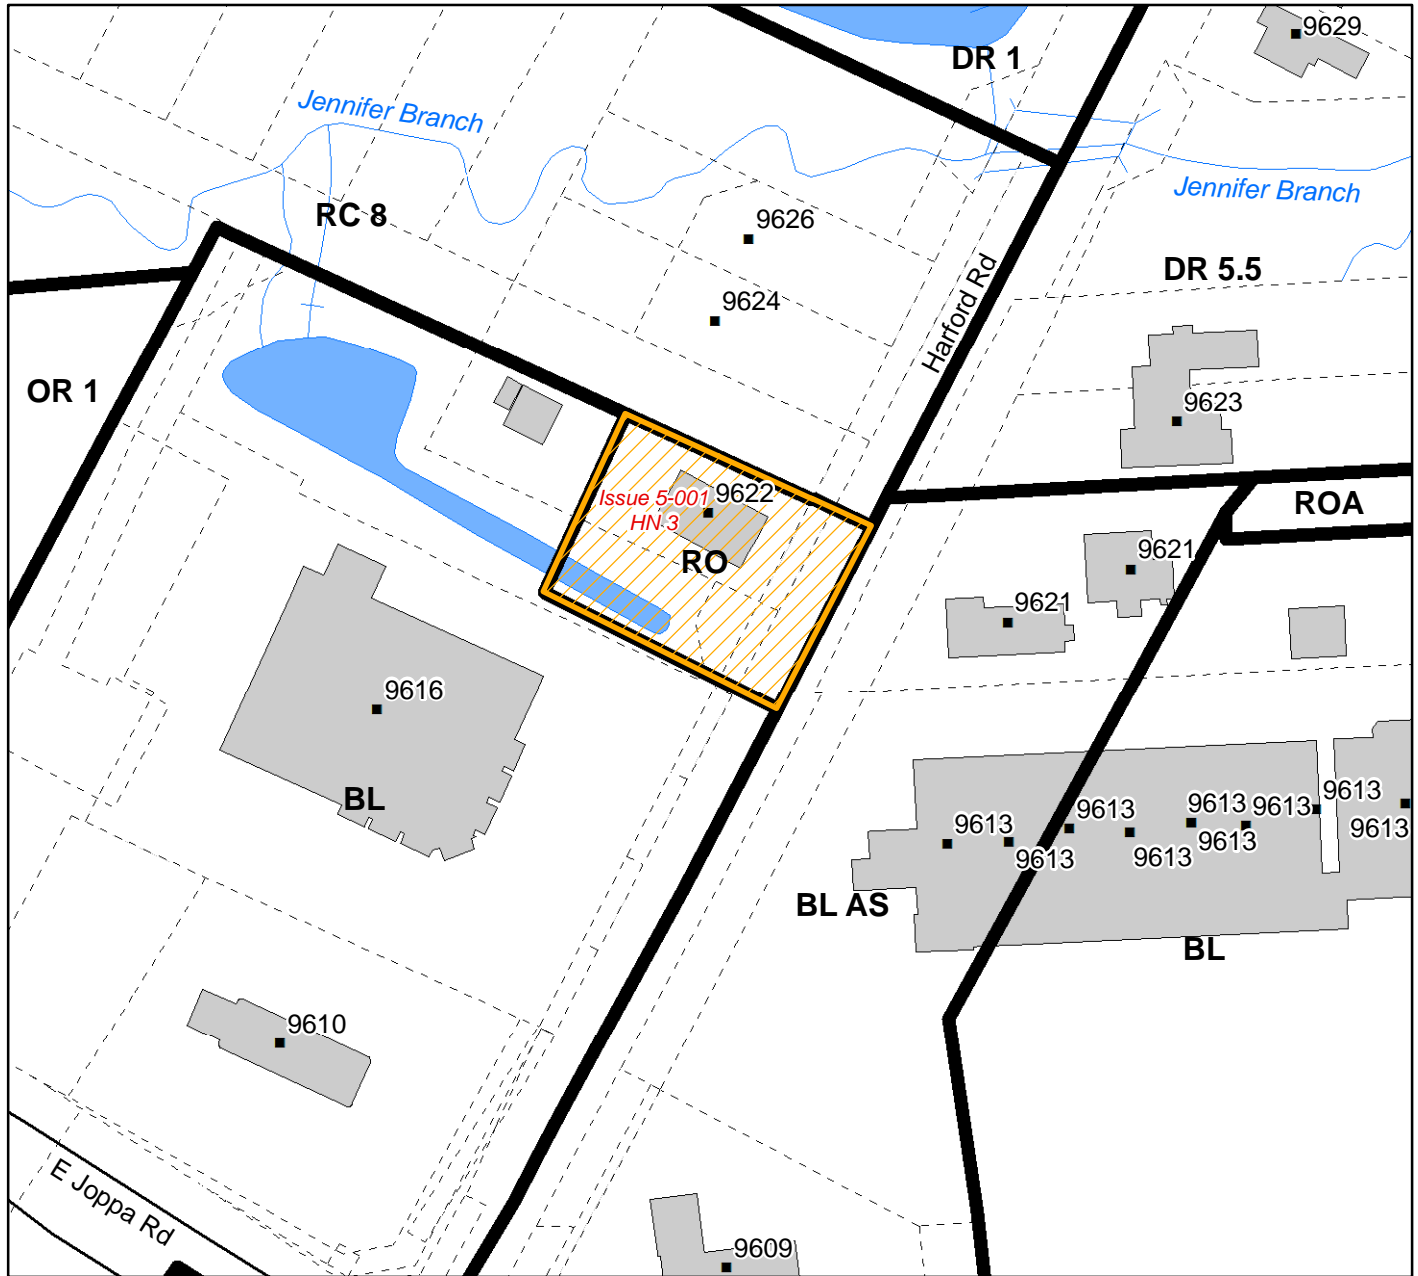 9629
DR 1
Jennifer Branch
Jennifer Branch
RC 8
9626
DR 5.5
9624
Harford Rd
OR 1
9623
Issue 5-001
HN 3
9622
RO
ROA
9621
9621
9616
BL
9613
9613
9613
9613
9613
9613
9613
9613
9613
BL AS
BL
9610
E Joppa Rd
9609